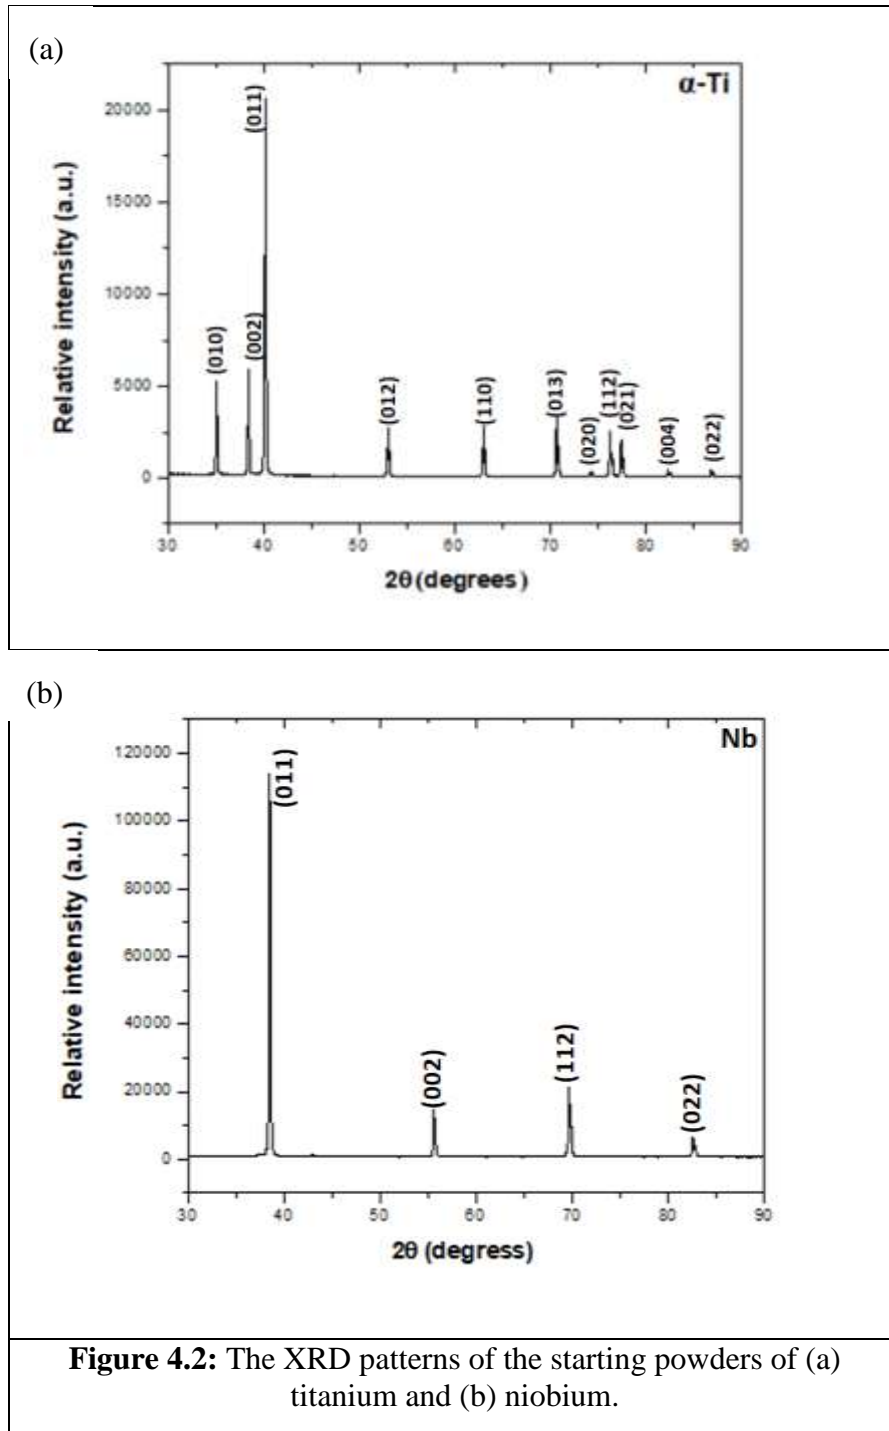 (a)
α-Ti
Relative intensity (a.u.)
20000
15000
10000
5000
0
(010)
(002)
(011)
(012)
(110)
(013)
(020)
(112)
(021)
(004)
(022)
30 40 50 60 70 80 90
2θ (degrees)
(b)
Nb
Relative intensity (a.u.)
120000
100000
80000
60000
40000
20000
0
(011)
(002)
(112)
(022)
30 40 50 60 70 80 90
2θ (degress)
Figure 4.2: The XRD patterns of the starting powders of (a)
titanium and (b) niobium.